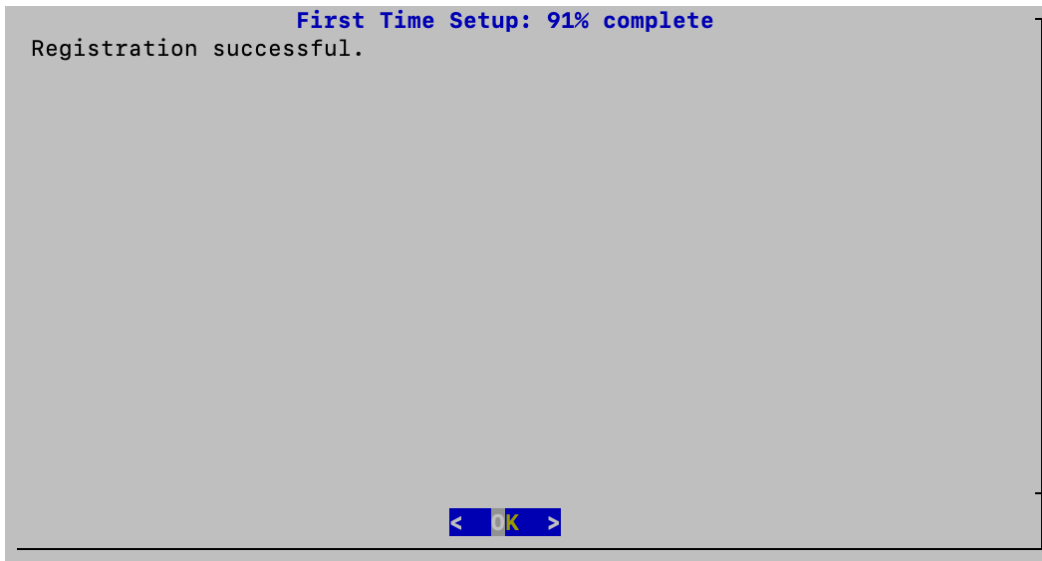 First Time Setup: 91% complete
Registration successful.
< OK >